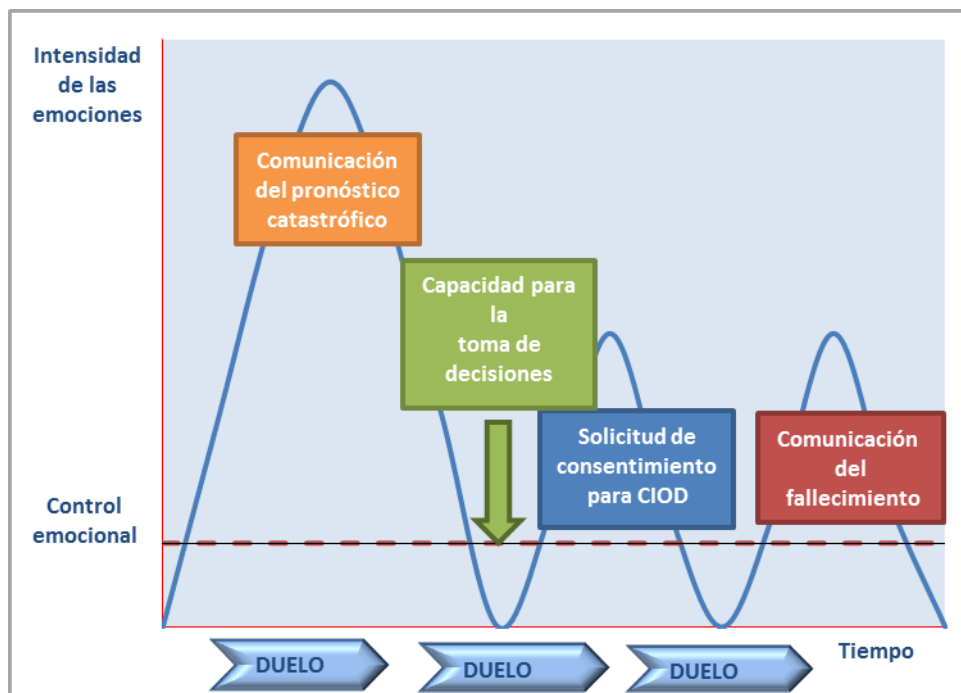 Intensidad
de las
emociones
Comunicación
del pronóstico
catastrófico
Capacidad para
la
toma de
decisiones
Solicitud de
consentimiento
para CIOD
Comunicación
del
fallecimiento
Control
emocional
Tiempo
DUELO
DUELO
DUELO